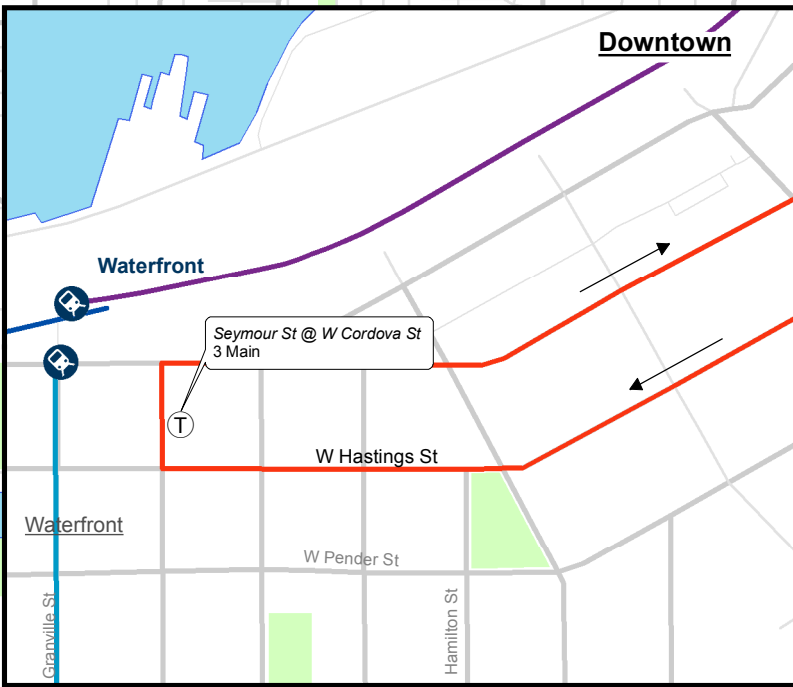 Downtown
Waterfront
Seymour St @ W Cordova St
3 Main
T
W Hastings St
Waterfront
W Pender St
Granville St
Hamilton St